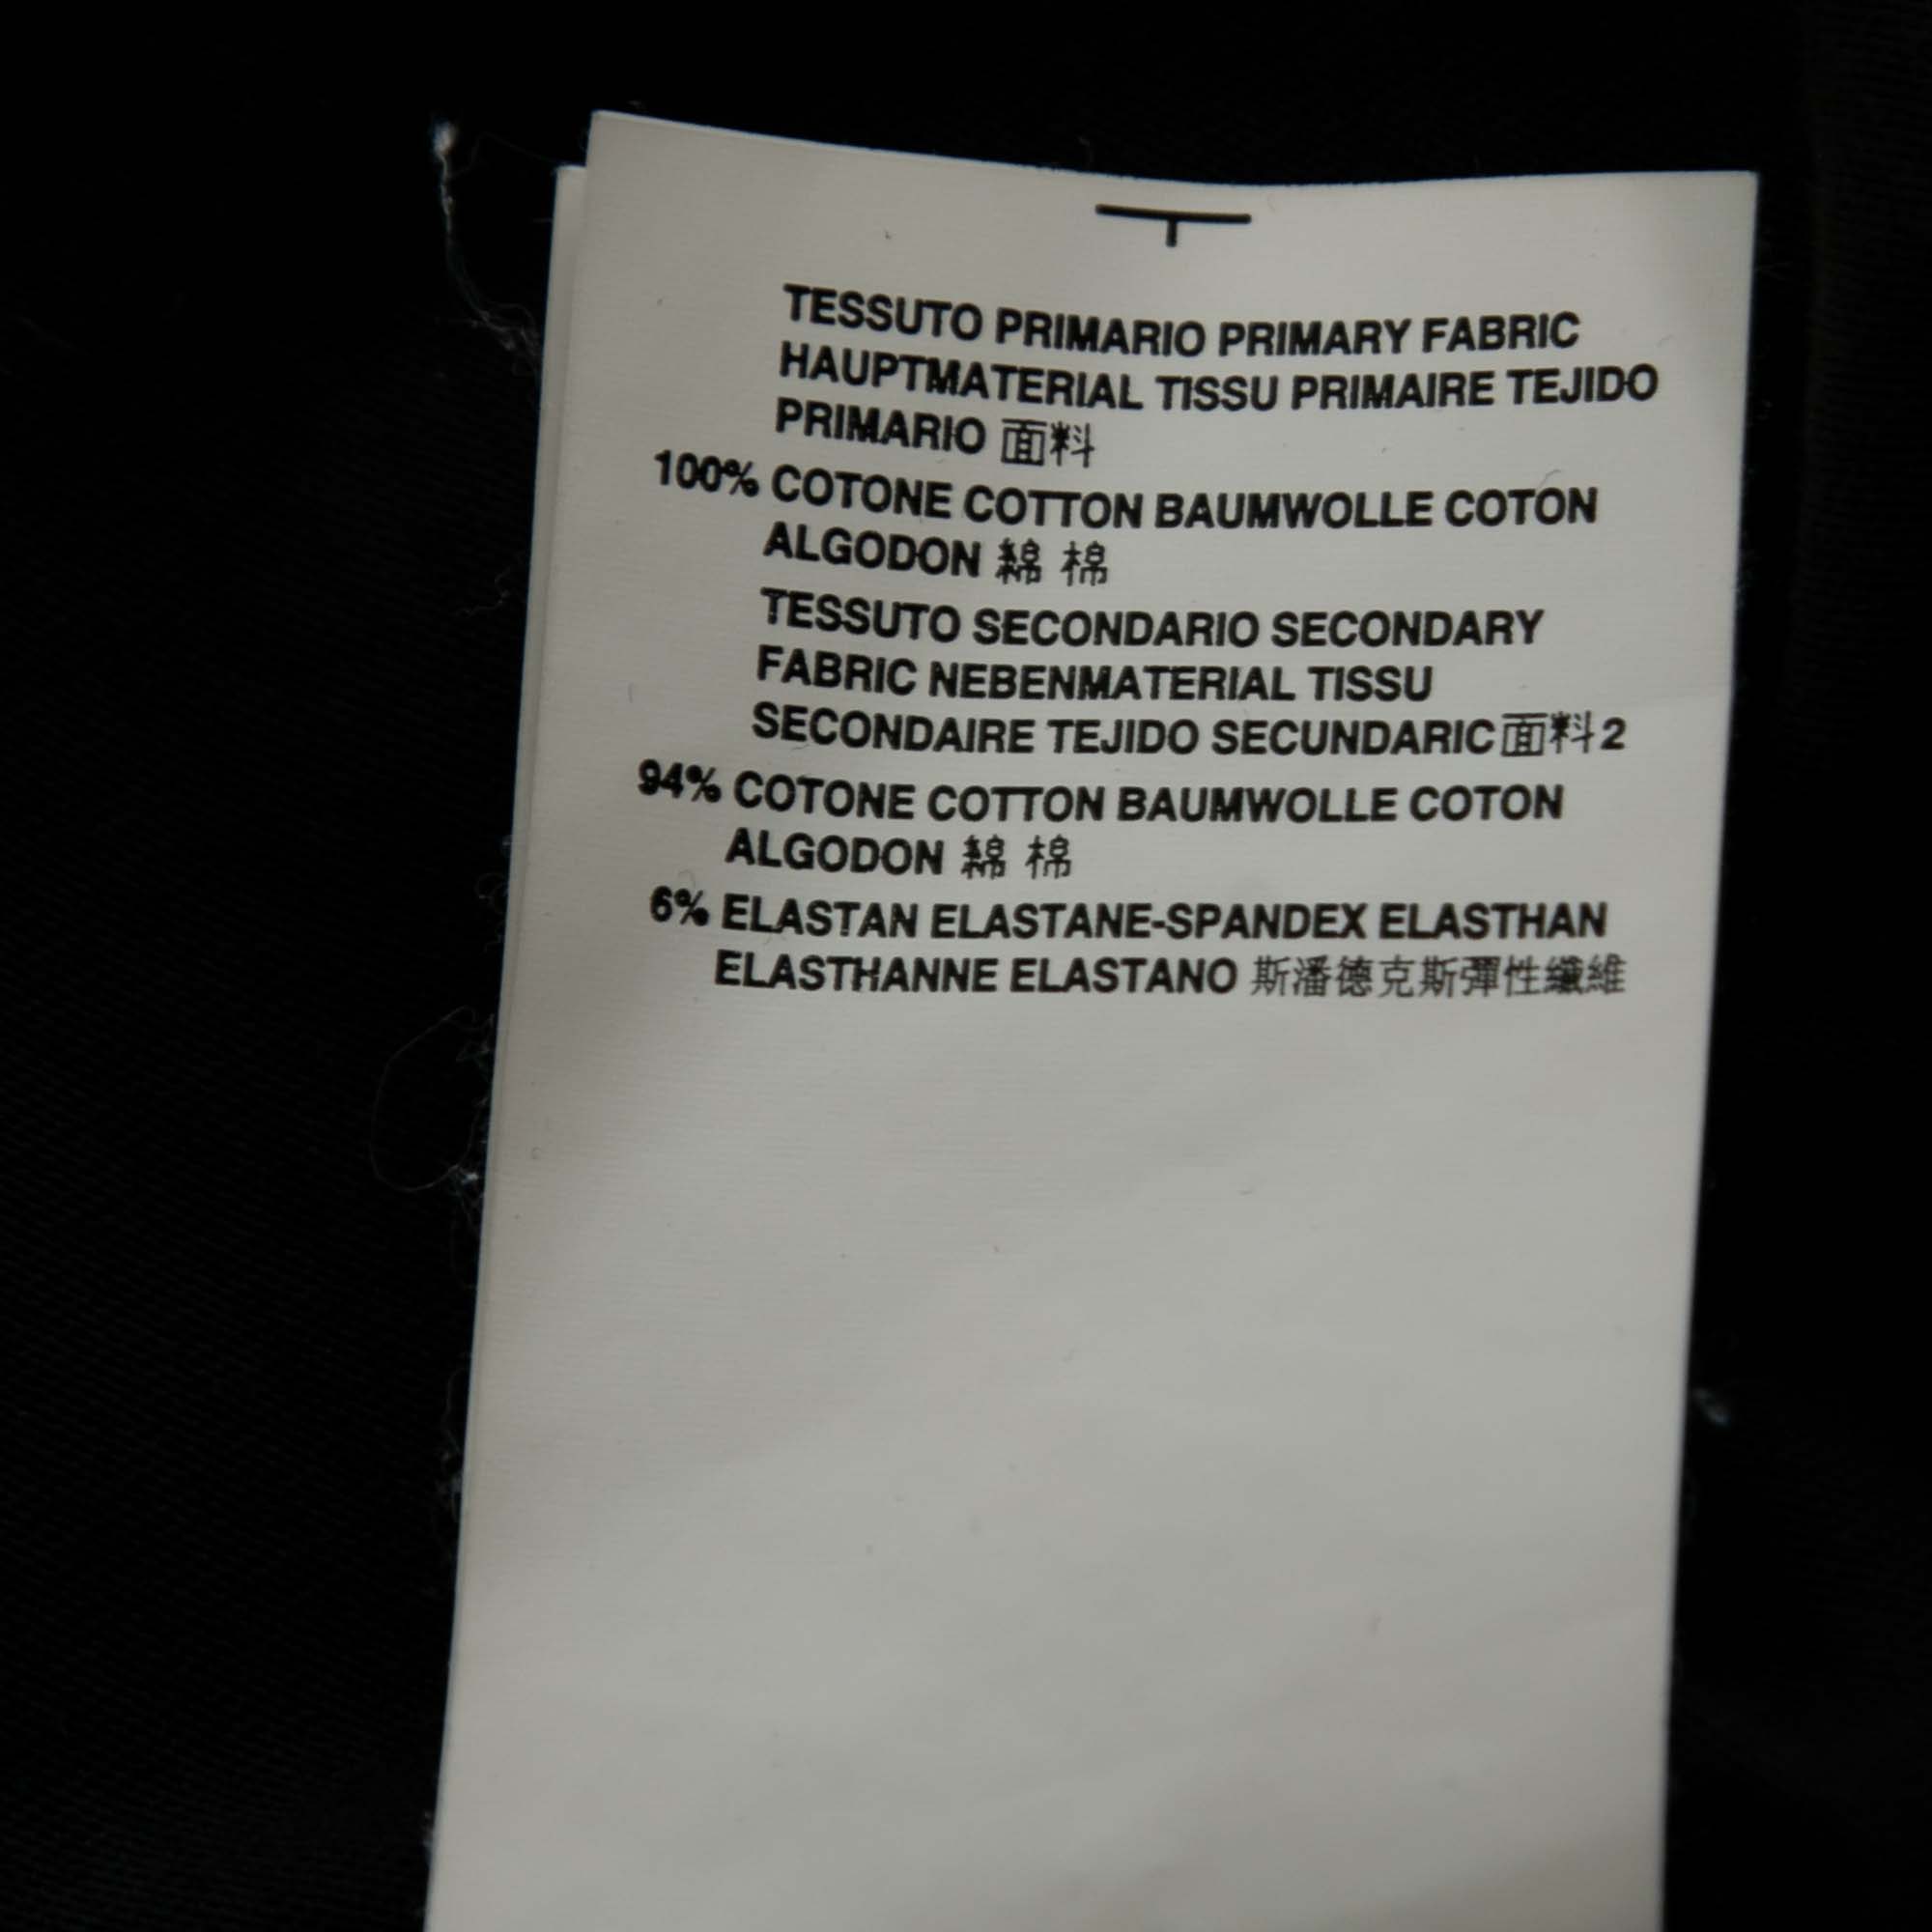 TESSUTO PRIMARIO PRIMARY FABRIC
HAUPTMATERIAL TISSU PRIMAIRE TEJIDO
PRIMARIO 面料
100% COTONE COTTON BAUMWOLLE COTON
ALGODON 綿 棉
TESSUTO SECONDARIO SECONDARY
FABRIC NEBENMATERIAL TISSU
SECONDAIRE TEJIDO SECUNDARIC面料2
94% COTONE COTTON BAUMWOLLE COTON
ALGODON 綿 棉
6% ELASTAN ELASTANE-SPANDEX ELASTHAN
ELASTHANNE ELASTANO 斯潘德克斯彈性纖維